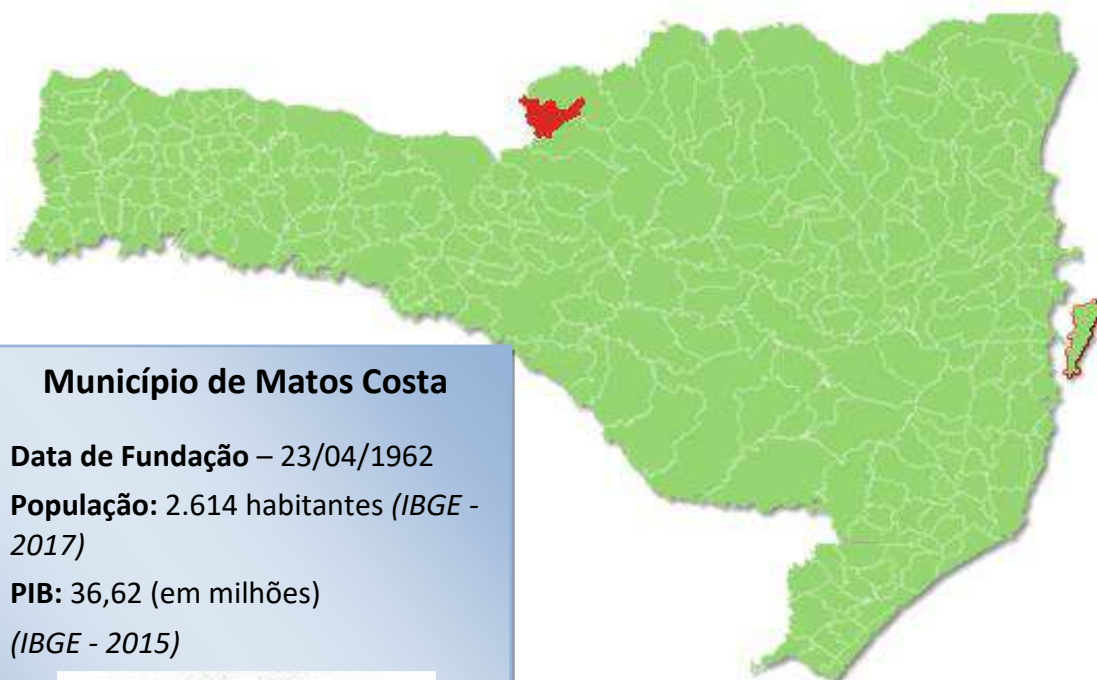 Município de Matos Costa
Data de Fundação – 23/04/1962
População: 2.614 habitantes (IBGE -
2017)
PIB: 36,62 (em milhões)
(IBGE - 2015)